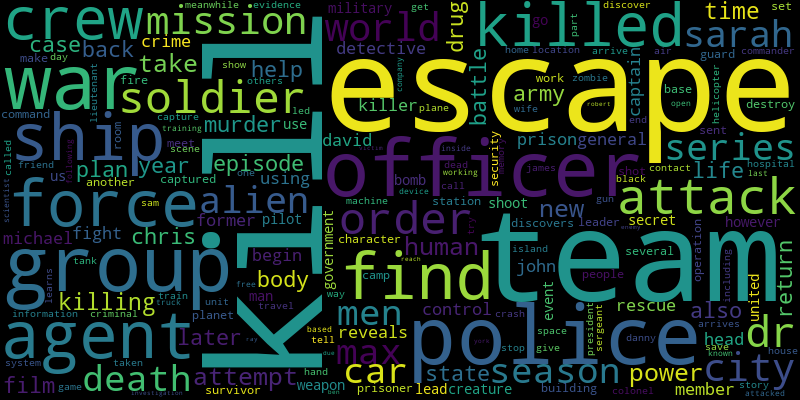 crew
mission
meanwhile
evidence
military
get
discover
part
time
set
killed
world
go
drug
sarah
case
back
crime
make
day
take
detective
home
location
arrive
air
guard
commander
war
lieutenant
fire
soldier
show
help
others
company
escape
battle
captain
work
zombie
army
killer
plane
wife
robert
helicopter
base
open
destroy
command
capture
training
led
murder
use
david
prison
general
end
sent
series
ship
room
meet
scene
friend
called
us
plan
year
episode
security
inside
dead
working
call
officer
james
shot
life
hospital
last
contact
black
another
captured
one
using
bomb
device
machine
station
shoot
gun
attack
scientist
force
sam
alien
former
pilot
order
new
discovers
leader
secret
however
michael
fight
chris
government
character
try
human
island
john
people
several
enemy
operation
return
group
tank
learns
begin
body
free
man
travel
kill
find
camp
way
reach
team
event
rescue
also
arrives
including
united
information
criminal
killing
train
truck
unit
planet
later
men
control
reveals
crash
space
president
sergeant
danny
save
known
head
dr
house
agent
system
taken
based
tell
due
max
police
york
stop
give
power
city
film
game
death
attempt
hand
weapon
car
state
season
member
story
attacked
survivor
investigation
ray
ben
prisoner
lead
creature
building
colonel